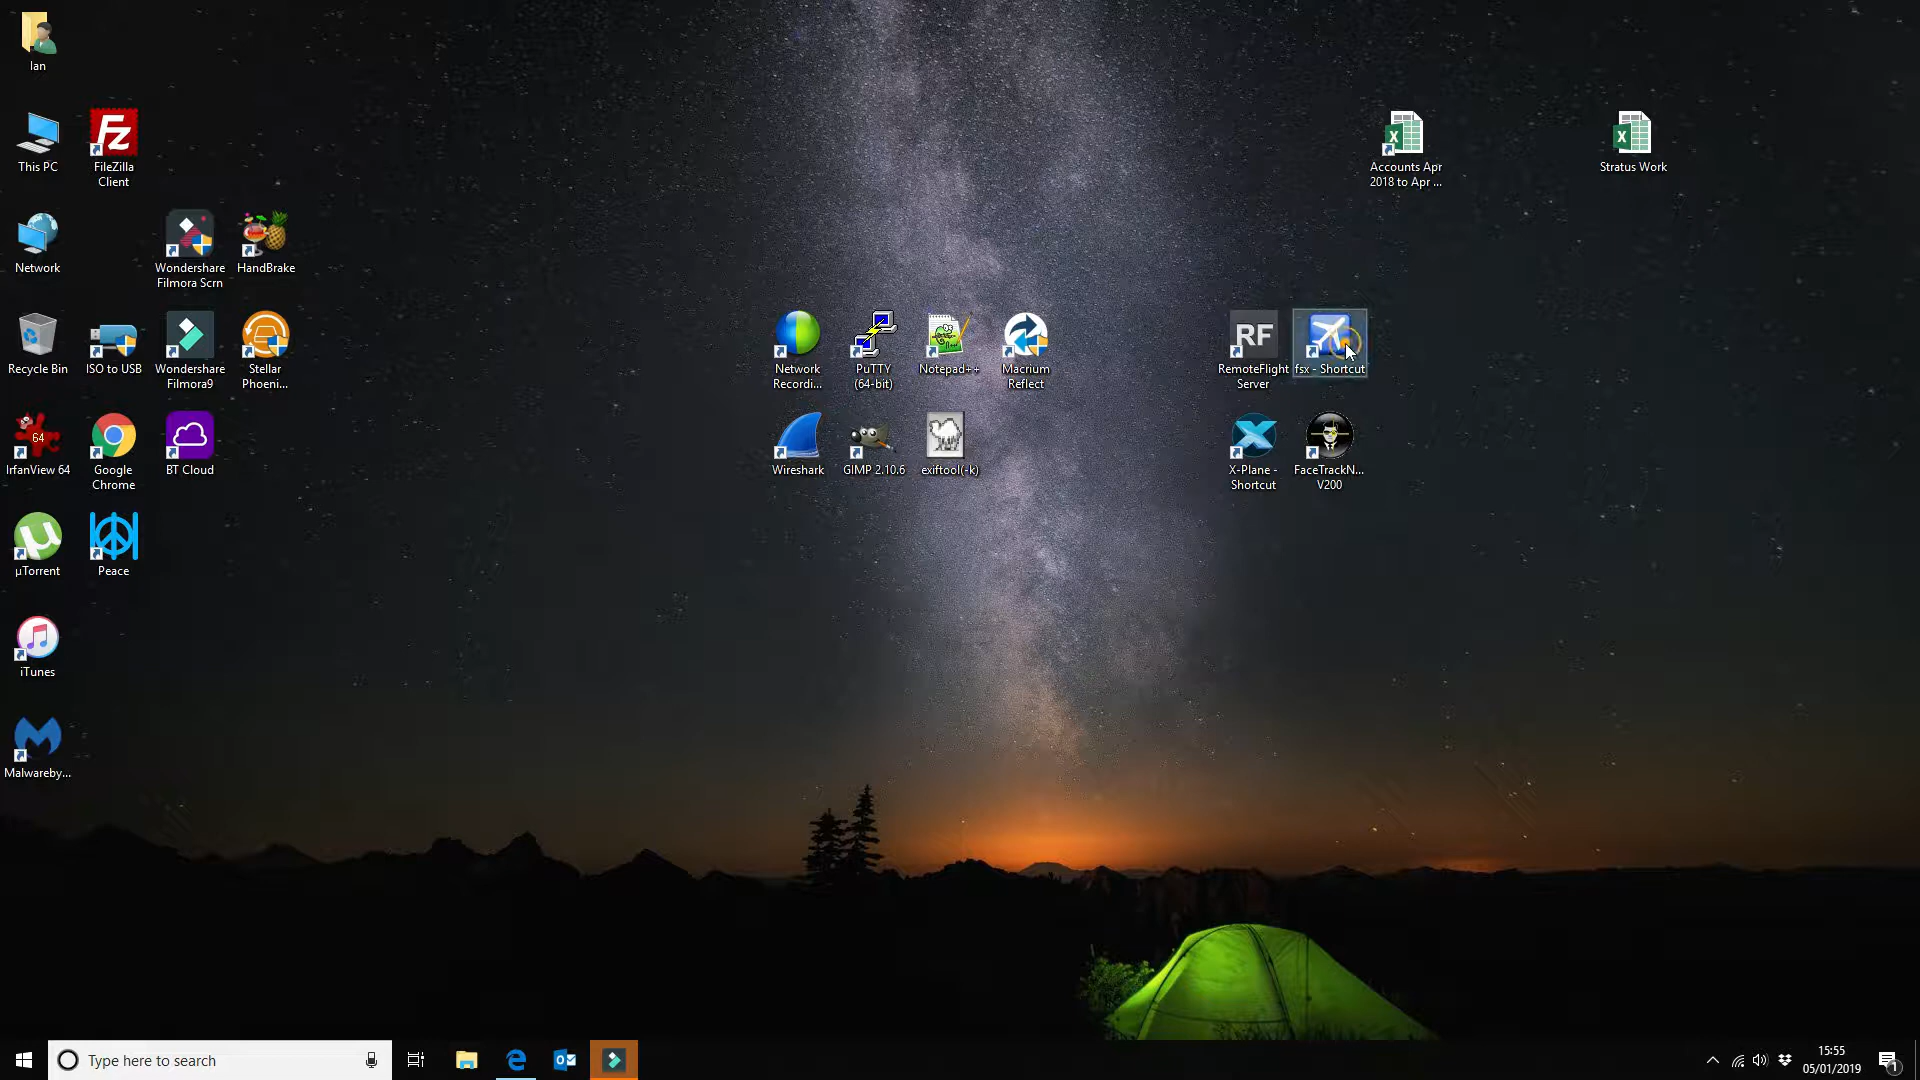 Ian
This PC
FileZilla
Client
Network
Wondershare
Filmora Scrn
HandBrake
Recycle Bin
ISO to USB
Wondershare
Filmora9
Stellar
Phoeni...
64
IrfanView 64
Google
Chrome
BT Cloud
µTorrent
Peace
iTunes
Malwareby...
Network
Recordi...
PuTTY
(64-bit)
Notepad++
Macrium
Reflect
Wireshark
GIMP 2.10.6
exiftool(-k)
RF
RemoteFlight
Server
fsx - Shortcut
X-Plane -
Shortcut
FaceTrackN...
V200
Accounts Apr
2018 to Apr ...
Stratus Work
Type here to search
15:55
05/01/2019
1